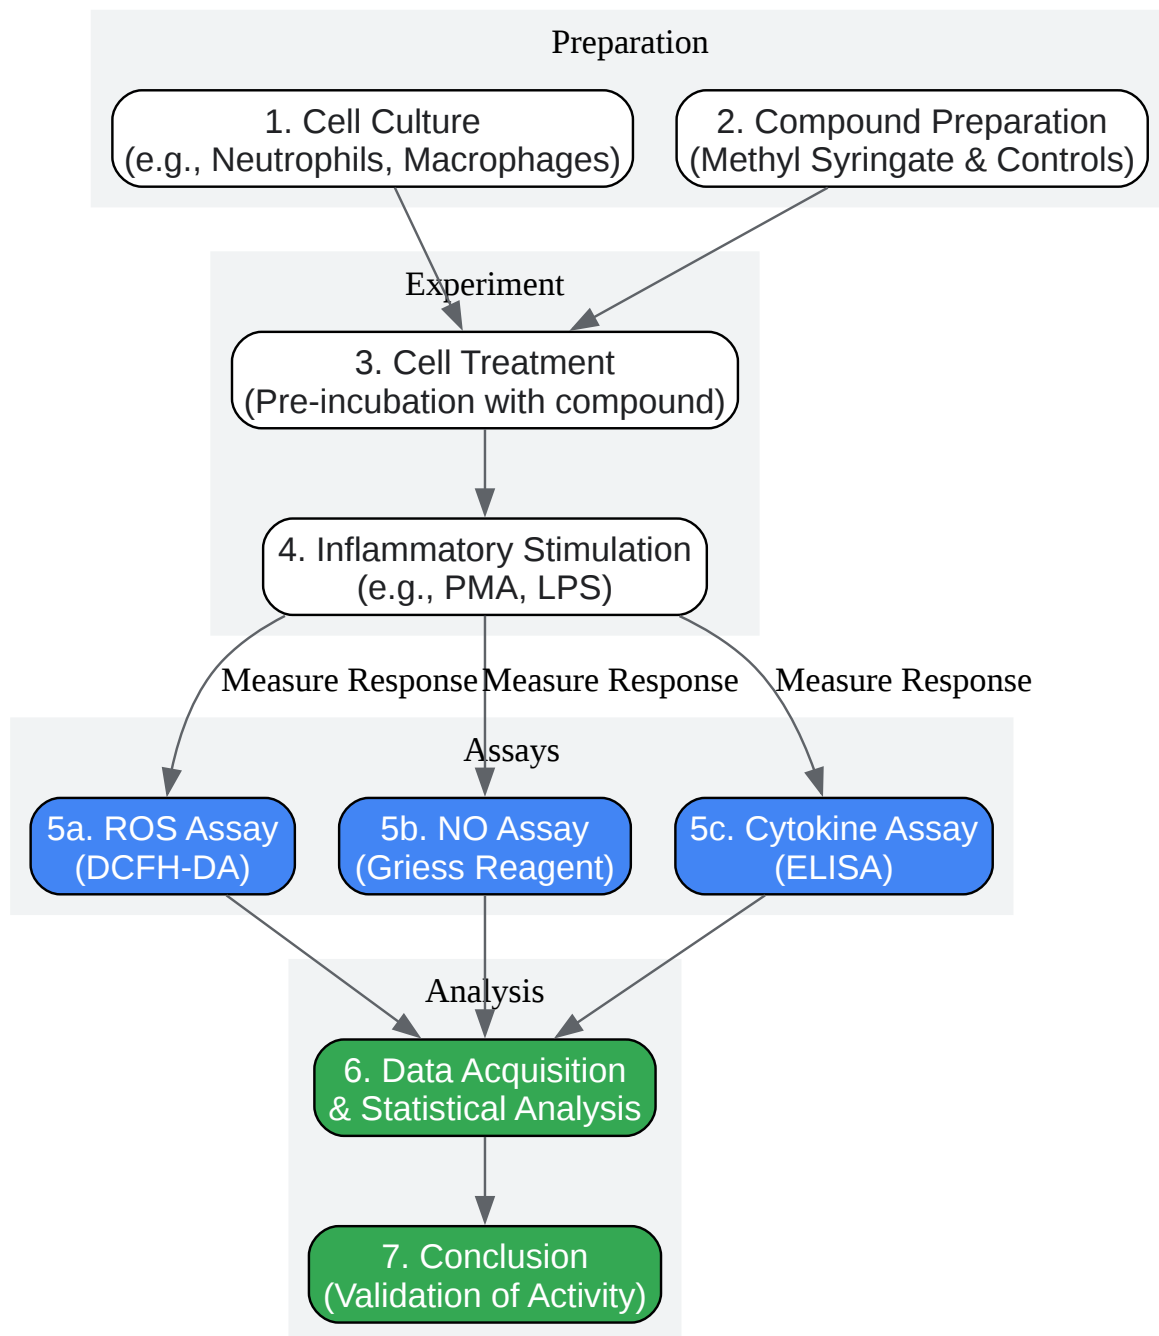 Preparation
1. Cell Culture
(e.g., Neutrophils, Macrophages)
2. Compound Preparation
(Methyl Syringate & Controls)
Experiment
3. Cell Treatment
(Pre-incubation with compound)
4. Inflammatory Stimulation
(e.g., PMA, LPS)
Measure Response
Measure Response
Measure Response
Assays
5a. ROS Assay
(DCFH-DA)
5b. NO Assay
(Griess Reagent)
5c. Cytokine Assay
(ELISA)
Analysis
6. Data Acquisition
& Statistical Analysis
7. Conclusion
(Validation of Activity)